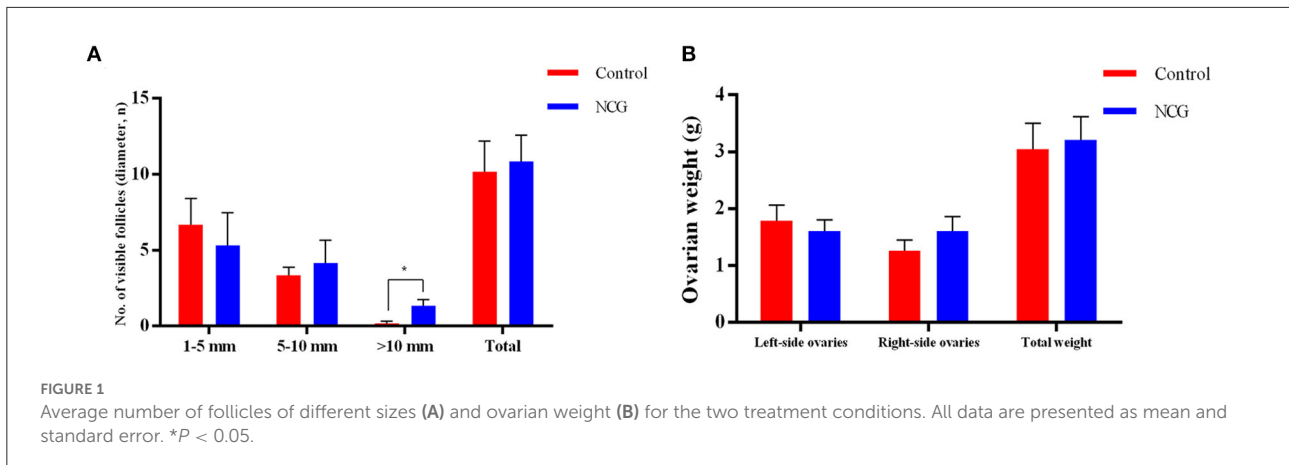 A
Control
NCG
No. of visible follicles (diameter, n)
15
10
5
0
*
1-5 mm 5-10 mm >10 mm Total
B
Control
NCG
Ovarian weight (g)
4
3
2
1
0
Left-side ovaries Right-side ovaries Total weight
FIGURE 1
Average number of follicles of different sizes (A) and ovarian weight (B) for the two treatment conditions. All data are presented as mean and
standard error. *P < 0.05.